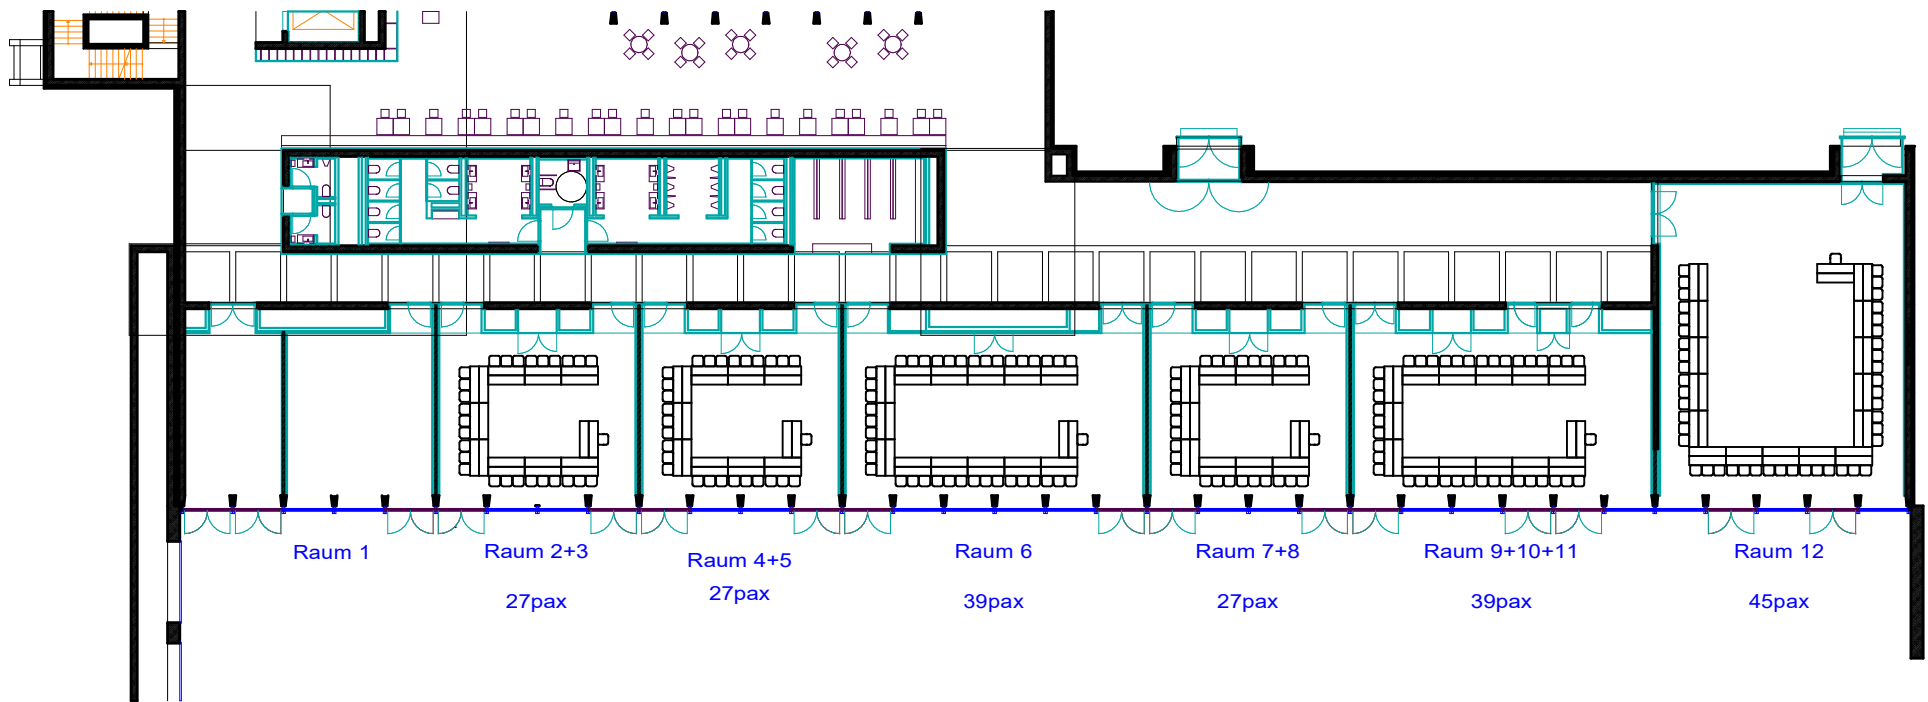 Raum 1
Raum 2+3
27pax
Raum 4+5
27pax
Raum 6
39pax
Raum 7+8
27pax
Raum 9+10+11
39pax
Raum 12
45pax